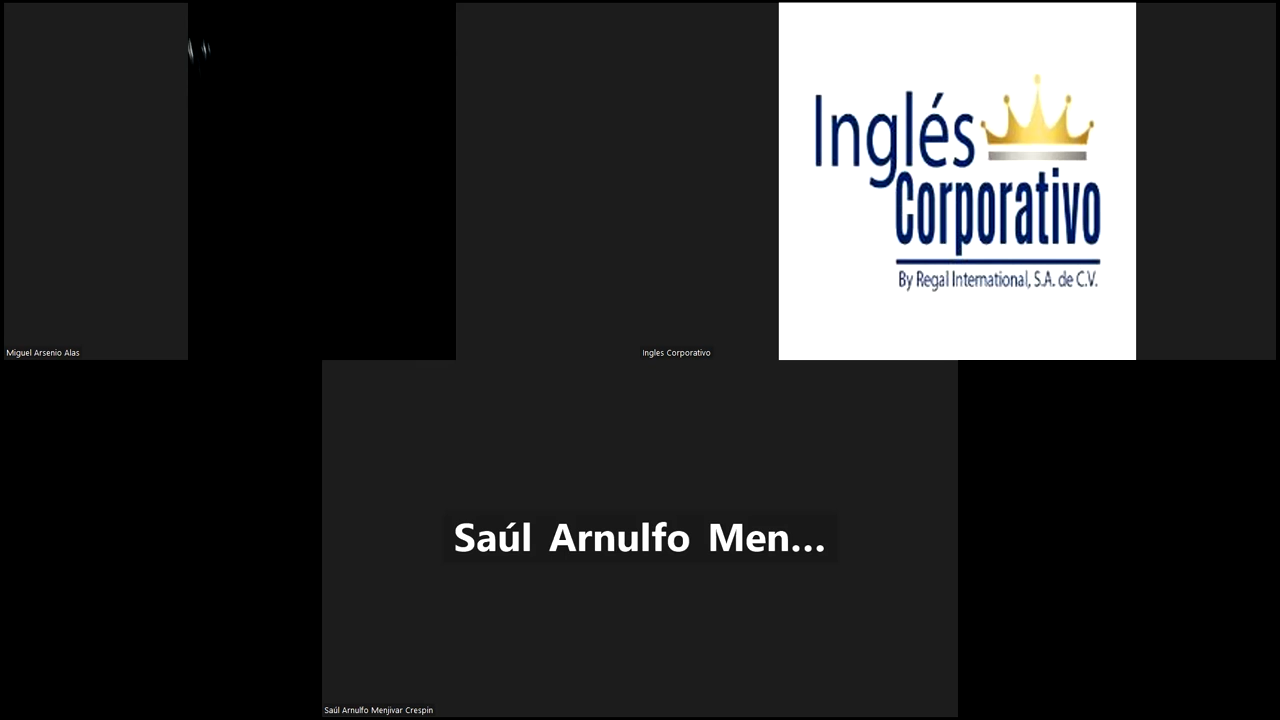 Inglés
Corporativo
By Regal International, S.A. de C.V.
Miguel Arsenio Alas
Ingles Corporativo
Saúl Arnulfo Men...
Saúl Arnulfo Menjivar Crespin